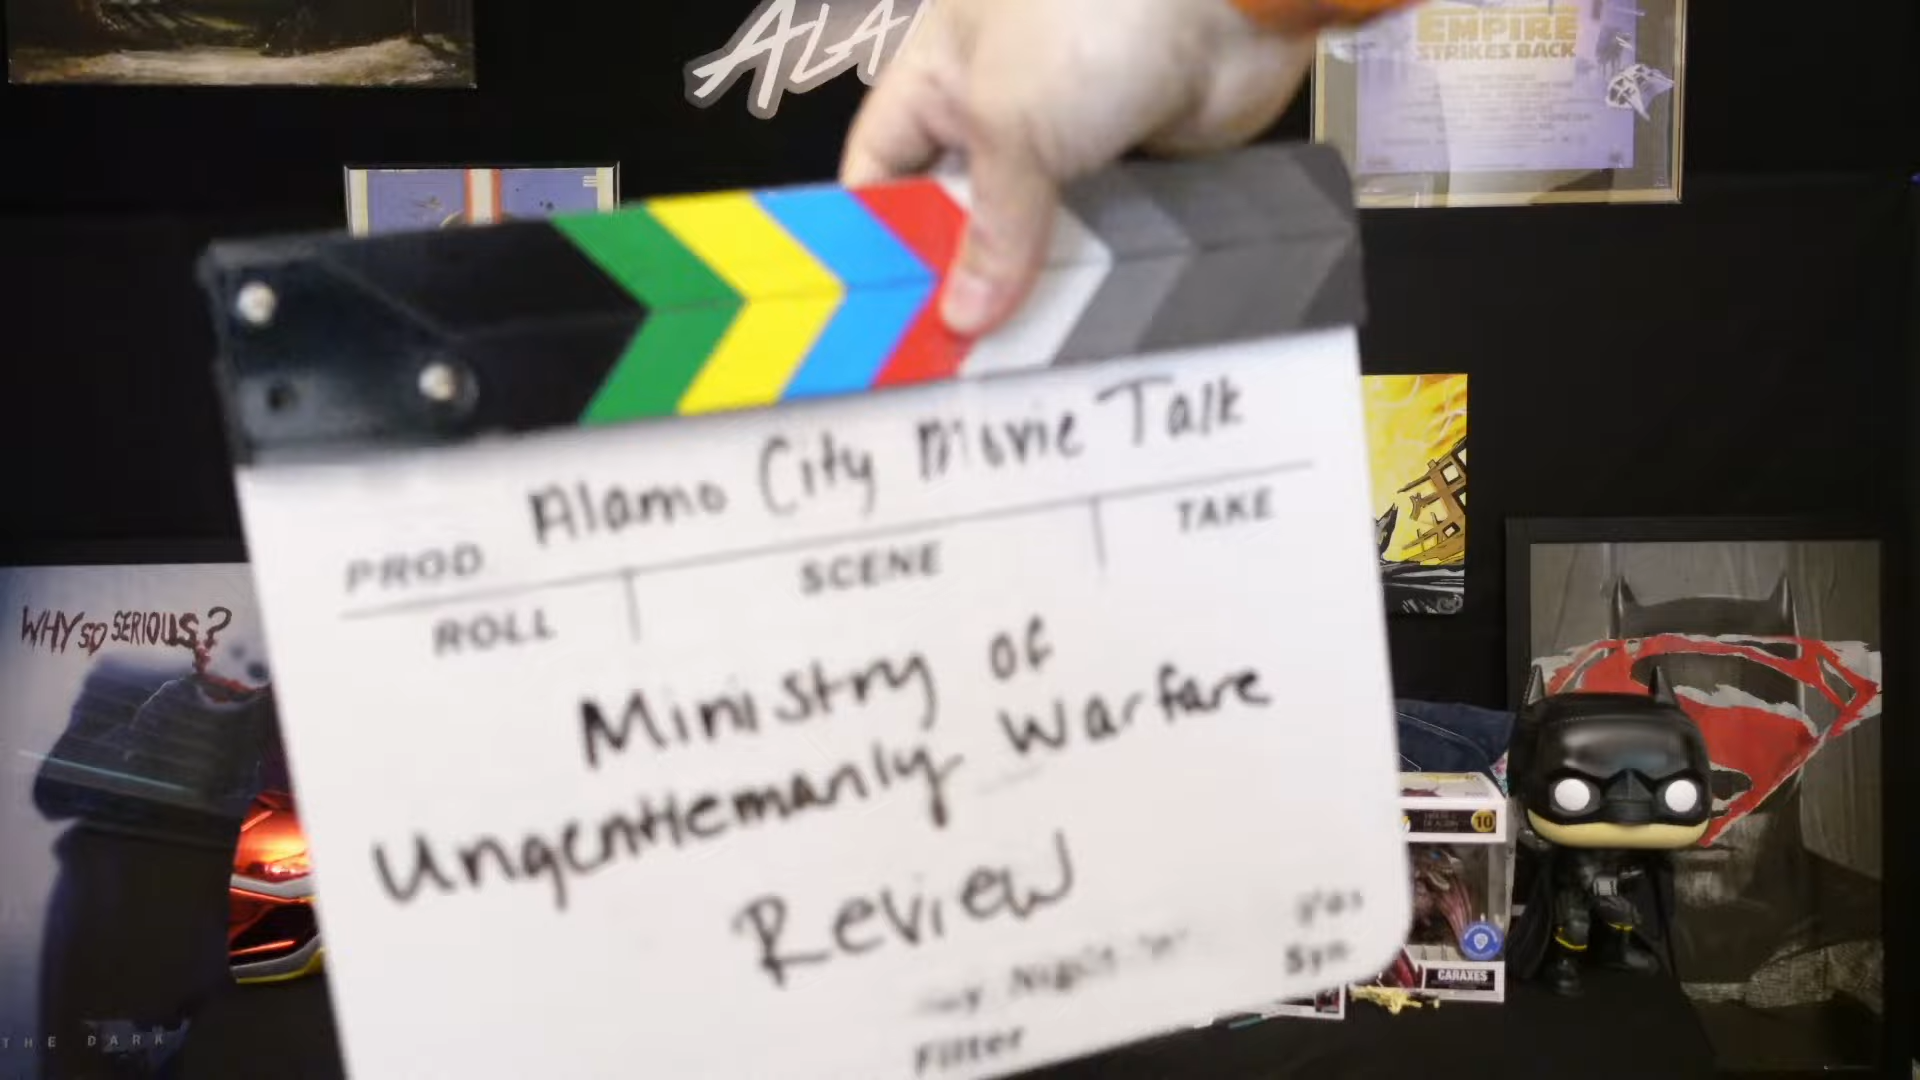 ALA
EMPIRE
STRIKES BACK
Alamo City Movie Talk
PROD
TAKE
SCENE
ROLL
WHY SO SERIOUS?
Ministry of
Ungentlemanly Warfare
Review
10
CARAXES
Syn
Filter
THE DARK